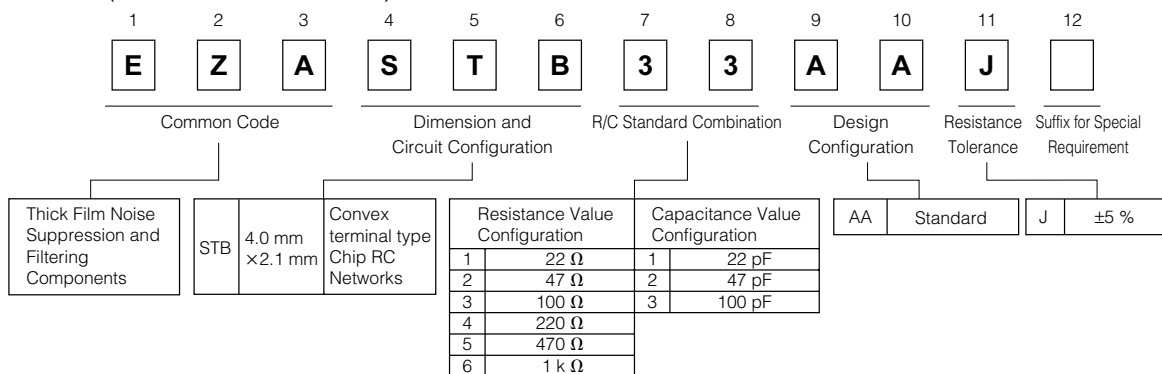 1 2 3 4 5 6 7 8 9 10 11 12
E Z A S T B 3 3 A A J
Common Code
Dimension and
Circuit Configuration
R/C Standard Combination
Design
Configuration
Resistance
Tolerance
Suffix for Special
Requirement
Thick Film Noise
Suppression and
Filtering
Components
STB
4.0 mm
×2.1 mm
Convex
terminal type
Chip RC
Networks
Resistance Value
Configuration
1 22 Ω
2 47 Ω
3 100 Ω
4 220 Ω
5 470 Ω
6 1 k Ω
Capacitance Value
Configuration
1 22 pF
2 47 pF
3 100 pF
AA Standard
J ±5 %